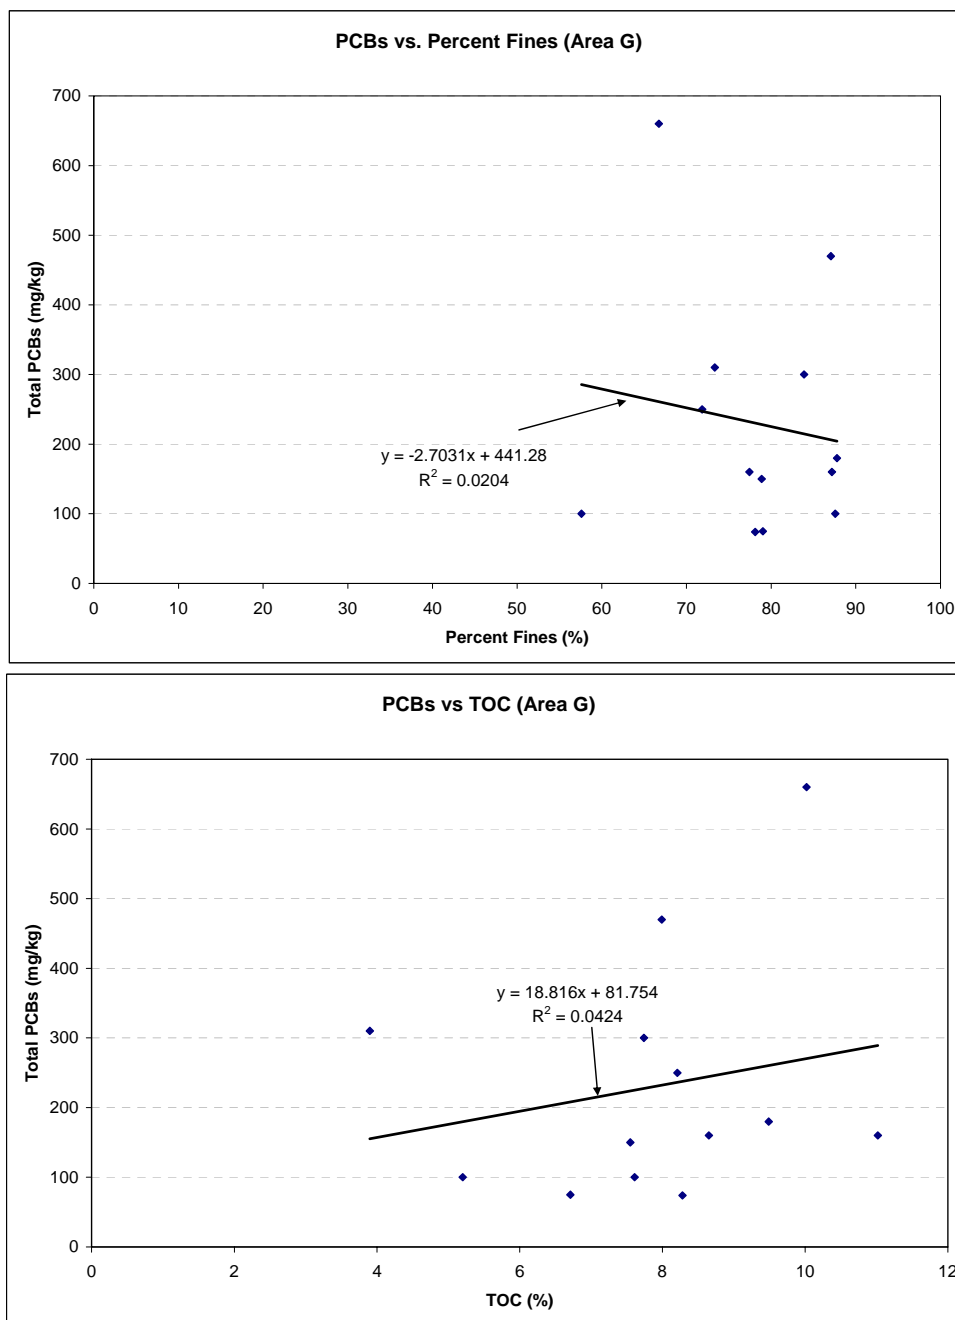 PCBs vs. Percent Fines (Area G)
Total PCBs (mg/kg)
700
600
500
400
300
200
100
0
y = -2.7031x + 441.28
R² = 0.0204
0 10 20 30 40 50 60 70 80 90 100
Percent Fines (%)
PCBs vs TOC (Area G)
Total PCBs (mg/kg)
700
600
500
400
300
200
100
0
y = 18.816x + 81.754
R² = 0.0424
0 2 4 6 8 10 12
TOC (%)